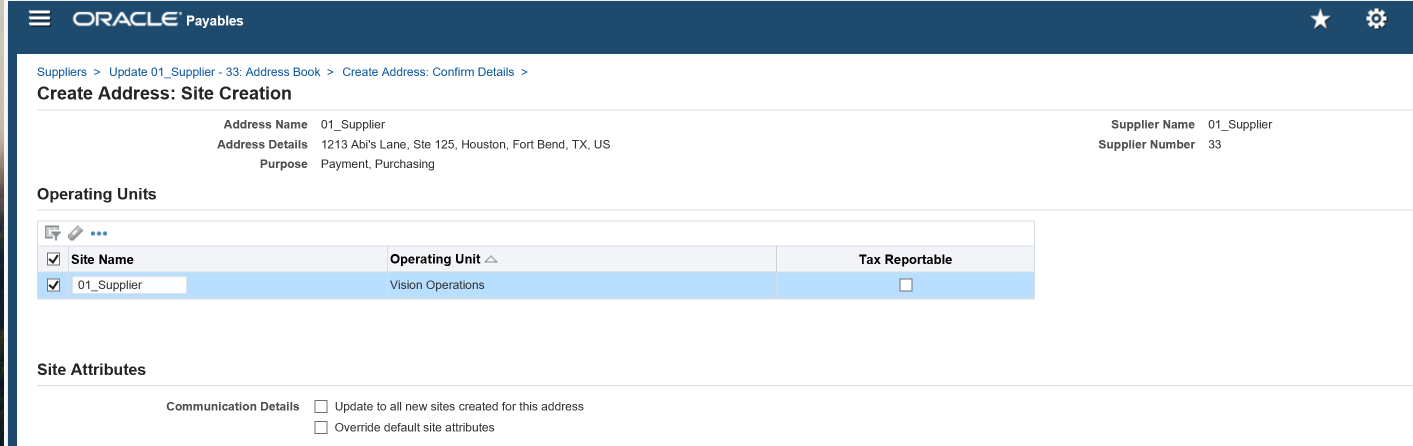 ORACLE Payables
Suppliers > Update 01_Supplier - 33: Address Book > Create Address: Confirm Details >
Create Address: Site Creation
Address Name 01_Supplier Supplier Name 01_Supplier
Address Details 1213 Abi's Lane, Ste 125, Houston, Fort Bend, TX, US Supplier Number 33
Purpose Payment, Purchasing
Operating Units
Site Name Operating Unit Tax Reportable
01_Supplier Vision Operations
Site Attributes
Communication Details Update to all new sites created for this address
Override default site attributes